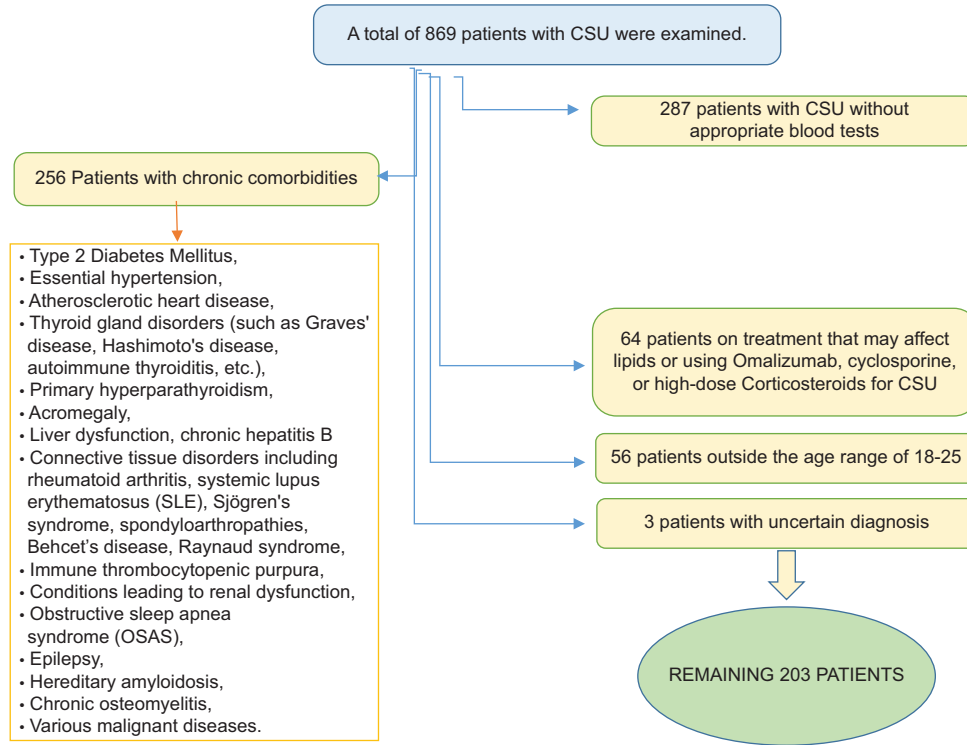 A total of 869 patients with CSU were examined.
287 patients with CSU without
appropriate blood tests
256 Patients with chronic comorbidities
• Type 2 Diabetes Mellitus,
• Essential hypertension,
• Atherosclerotic heart disease,
• Thyroid gland disorders (such as Graves'
disease, Hashimoto's disease,
autoimmune thyroiditis, etc.),
• Primary hyperparathyroidism,
• Acromegaly,
• Liver dysfunction, chronic hepatitis B
• Connective tissue disorders including
rheumatoid arthritis, systemic lupus
erythematosus (SLE), Sjögren's
syndrome, spondyloarthropathies,
Behcet’s disease, Raynaud syndrome,
• Immune thrombocytopenic purpura,
• Conditions leading to renal dysfunction,
• Obstructive sleep apnea
syndrome (OSAS),
• Epilepsy,
• Hereditary amyloidosis,
• Chronic osteomyelitis,
• Various malignant diseases.
64 patients on treatment that may affect
lipids or using Omalizumab, cyclosporine,
or high-dose Corticosteroids for CSU
56 patients outside the age range of 18-25
3 patients with uncertain diagnosis
REMAINING 203 PATIENTS